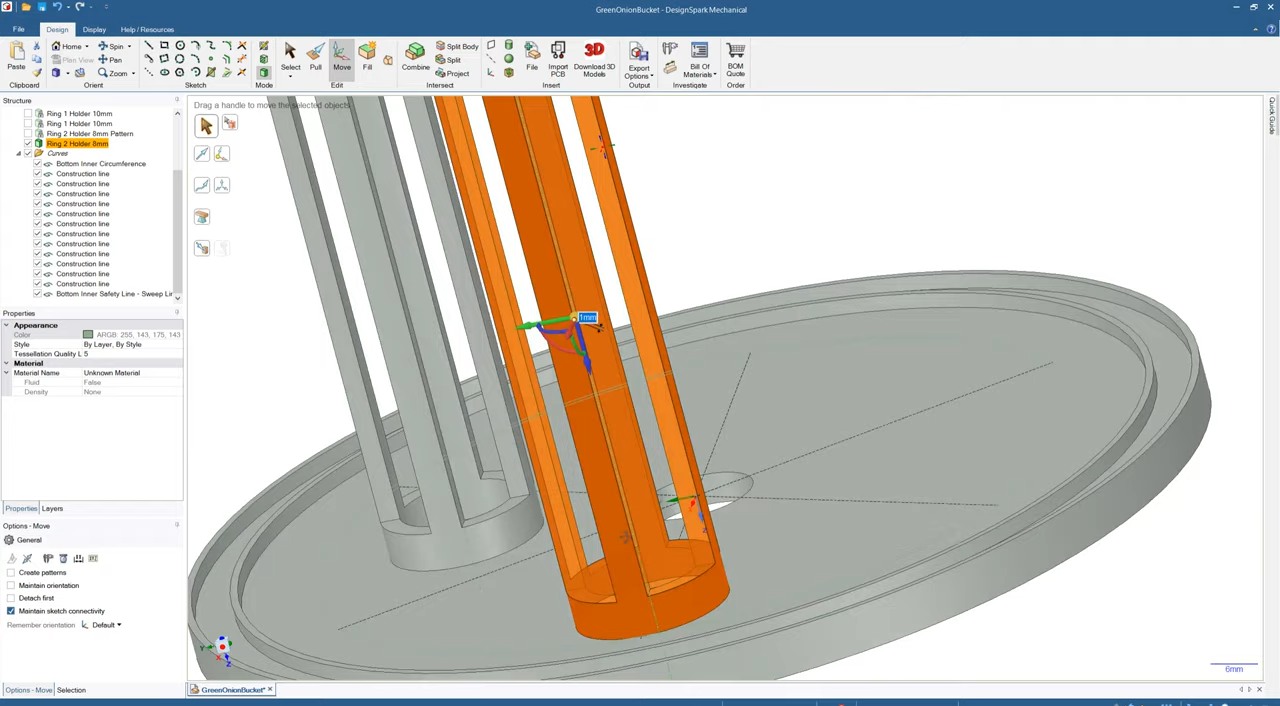 GreenOnionBucket - DesignSpark Mechanical
File
Design
Display
Help / Resources
Paste
Clipboard
Home
Spin
Plan View
Pan
Zoom
Orient
Sketch
Mode
Select
Pull
Move
Fill
Edit
Combine
Split Body
Split
Project
Intersect
File
Import PCB
Download 3D Models
Insert
Export Options
Output
Bill Of Materials
Investigate
BOM Quote
Order
Structure
Ring 1 Holder 10mm
Ring 1 Holder 10mm
Ring 2 Holder 8mm Pattern
Ring 2 Holder 8mm
Curves
Bottom Inner Circumference
Construction line
Construction line
Construction line
Construction line
Construction line
Construction line
Construction line
Construction line
Construction line
Construction line
Construction line
Construction line
Bottom Inner Safety Line - Sweep Lir
Properties
Appearance
Color ARGB: 255, 143, 175, 143
Style By Layer, By Style
Tessellation Quality L 5
Material
Material Name Unknown Material
Fluid False
Density None
Properties Layers
Options - Move
General
Create patterns
Maintain orientation
Detach first
Maintain sketch connectivity
Remember orientation Default
Options - Move Selection
Drag a handle to move the selected objects
1mm
Y
X
Z
Z
6mm
GreenOnionBucket*
Quick Guide